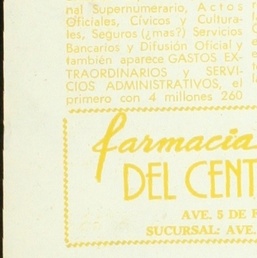 nal Supernumerario, Actos
Oficiales, Cívicos y Cultura-
les, Seguros (¿mas?) Servicios
Bancarios y Difusión Oficial y
también aparece GASTOS EX-
TRAORDINARIOS y SERVI-
CIOS ADMINISTRATIVOS, el
primero con 4 millones 260
farmacia
DEL CENT
AVE. 5 DE F
SUCURSAL: AVE.